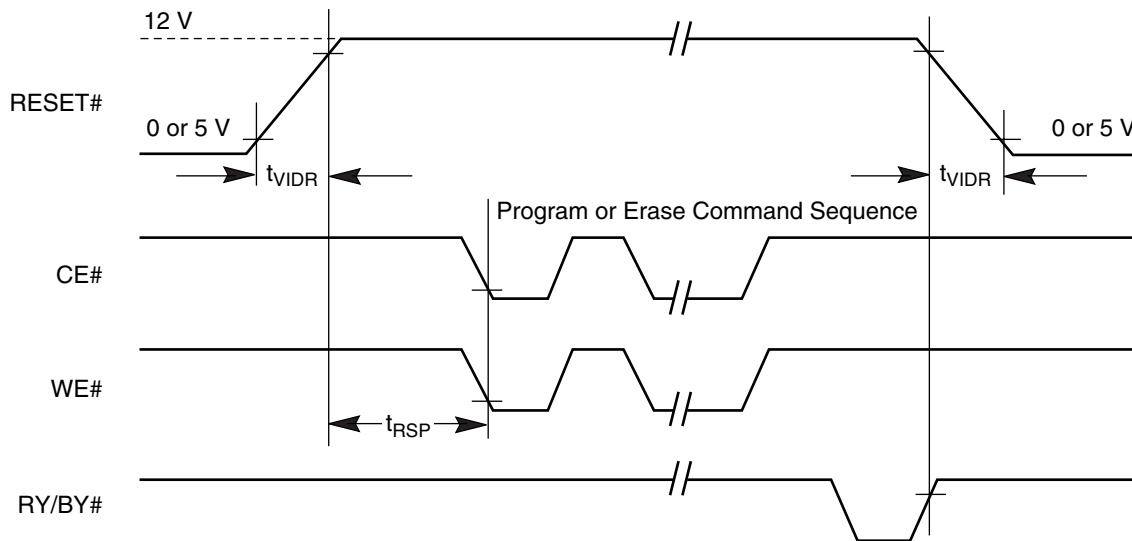 12 V
RESET#
0 or 5 V
0 or 5 V
tVIDR
tVIDR
Program or Erase Command Sequence
CE#
WE#
tRSP
RY/BY#